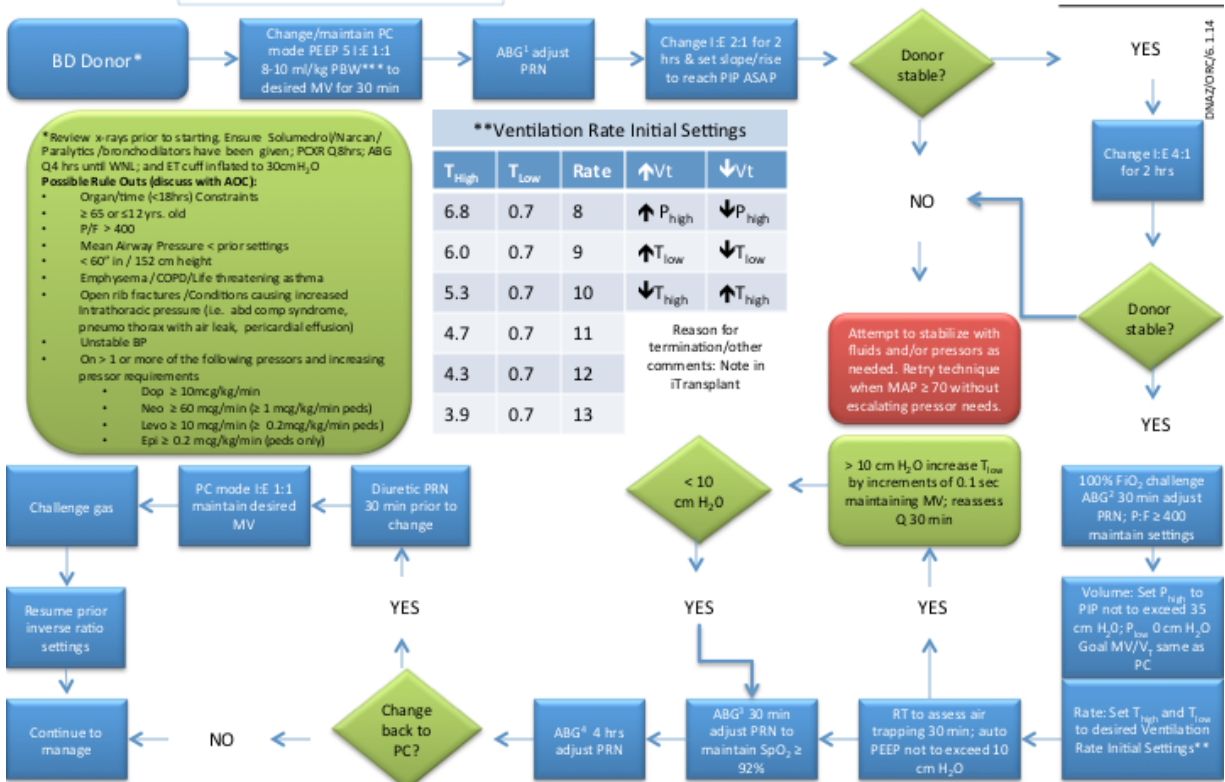 BD Donor*
Change/maintain PC
mode PEEP 5 I:E 1:1
8-10 ml/kg PBW*** to
desired MV for 30 min
ABG¹ adjust
PRN
Change I:E 2:1 for 2
hrs & set slope/rise
to reach PIP ASAP
Donor
stable?
YES
DNAZ/ORC/6.1.14
Change I:E 4:1
for 2 hrs
NO
Donor
stable?
YES
Attempt to stabilize with
fluids and/or pressors as
needed. Retry technique
when MAP ≥ 70 without
escalating pressor needs.
*Review x-rays prior to starting. Ensure Solumedrol/Narcan/
Paralytics/bronchodilators have been given; PCXR Q8hrs; ABG
Q4 hrs until WNL; and ET cuff inflated to 30cm H₂O
Possible Rule Outs (discuss with AOC):
• Organ/time (<18hrs) Constraints
• ≥ 65 or ≤12 yrs. old
• P/F > 400
• Mean Airway Pressure < prior settings
• < 60" in / 152 cm height
• Emphysema /COPD/Life threatening asthma
• Open rib fractures /Conditions causing increased
Intrathoracic pressure (i.e. abd comp syndrome,
pneumo thorax with air leak, pericardial effusion)
• Unstable BP
• On > 1 or more of the following pressors and increasing
pressor requirements
• Dop ≥ 10mcg/kg/min
• Neo ≥ 60 mcg/min (≥ 1 mcg/kg/min peds)
• Levo ≥ 10 mcg/min (≥ 0.2mcg/kg/min peds)
• Epi ≥ 0.2 mcg/kg/min (peds only)
**Ventilation Rate Initial Settings
T High T Low Rate ↑Vt ↓Vt
6.8 0.7 8 ↑ P high ↓ P high
6.0 0.7 9 ↑ T low ↓ T low
5.3 0.7 10 ↓ T high ↑ T high
4.7 0.7 11
4.3 0.7 12
3.9 0.7 13
Reason for
termination/other
comments: Note in
iTransplant
100% FiO₂ challenge
ABG² 30 min adjust
PRN; P:F ≥ 400
maintain settings
Volume: Set P high to
PIP not to exceed 35
cm H₂0; P low 0 cm H₂O
Goal MV/V T same as
PC
Rate: Set T high and T low
to desired Ventilation
Rate Initial Settings**
RT to assess air
trapping 30 min; auto
PEEP not to exceed 10
cm H₂O
YES
> 10 cm H₂O increase T low
by increments of 0.1 sec
maintaining MV; reassess
Q 30 min
< 10
cm H₂O
YES
ABG³ 30 min
adjust PRN to
maintain SpO₂ ≥
92%
ABG⁴ 4 hrs
adjust PRN
Change
back to
PC?
YES
Diuretic PRN
30 min prior to
change
PC mode I:E 1:1
maintain desired
MV
Challenge gas
Resume prior
inverse ratio
settings
NO
Continue to
manage